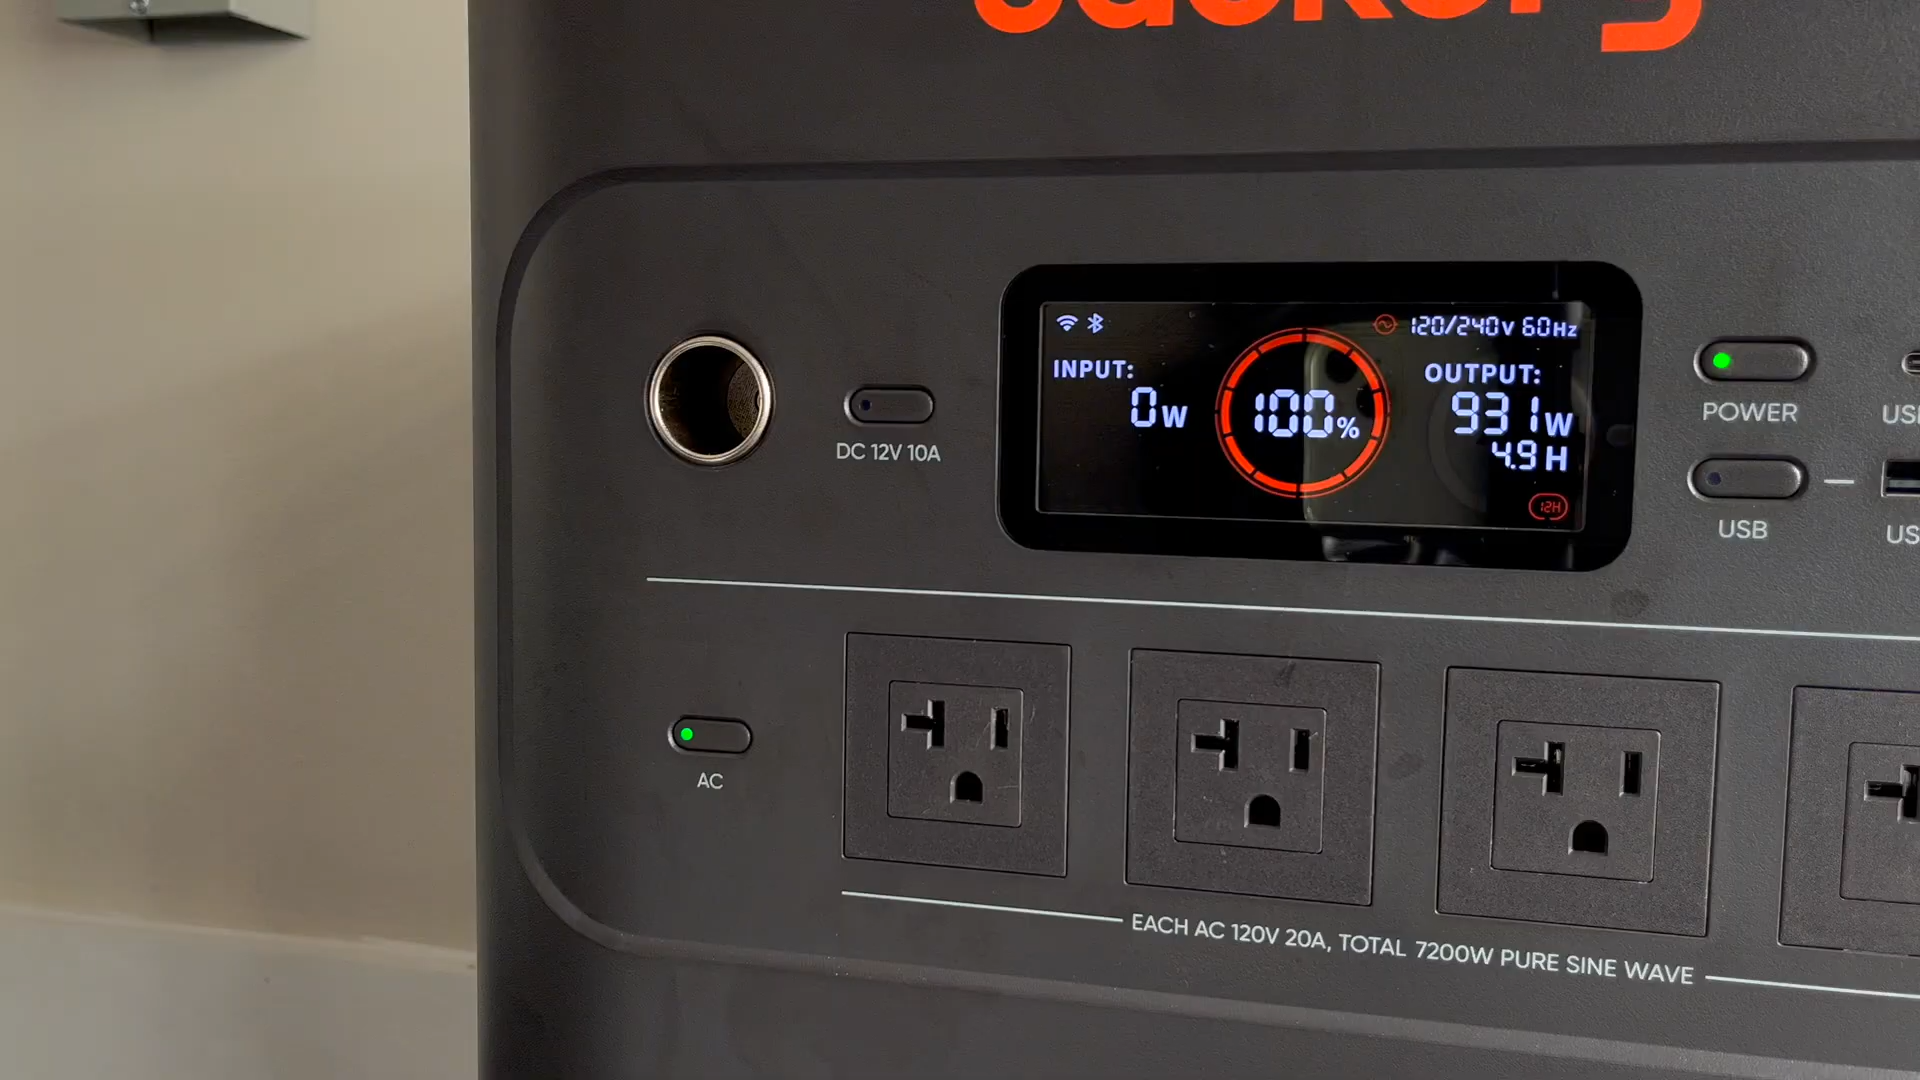 Jackery
120/240V 60Hz
INPUT:
0W
100%
OUTPUT:
931W
4.9H
12H
DC 12V 10A
POWER
USB
AC
EACH AC 120V 20A, TOTAL 7200W PURE SINE WAVE